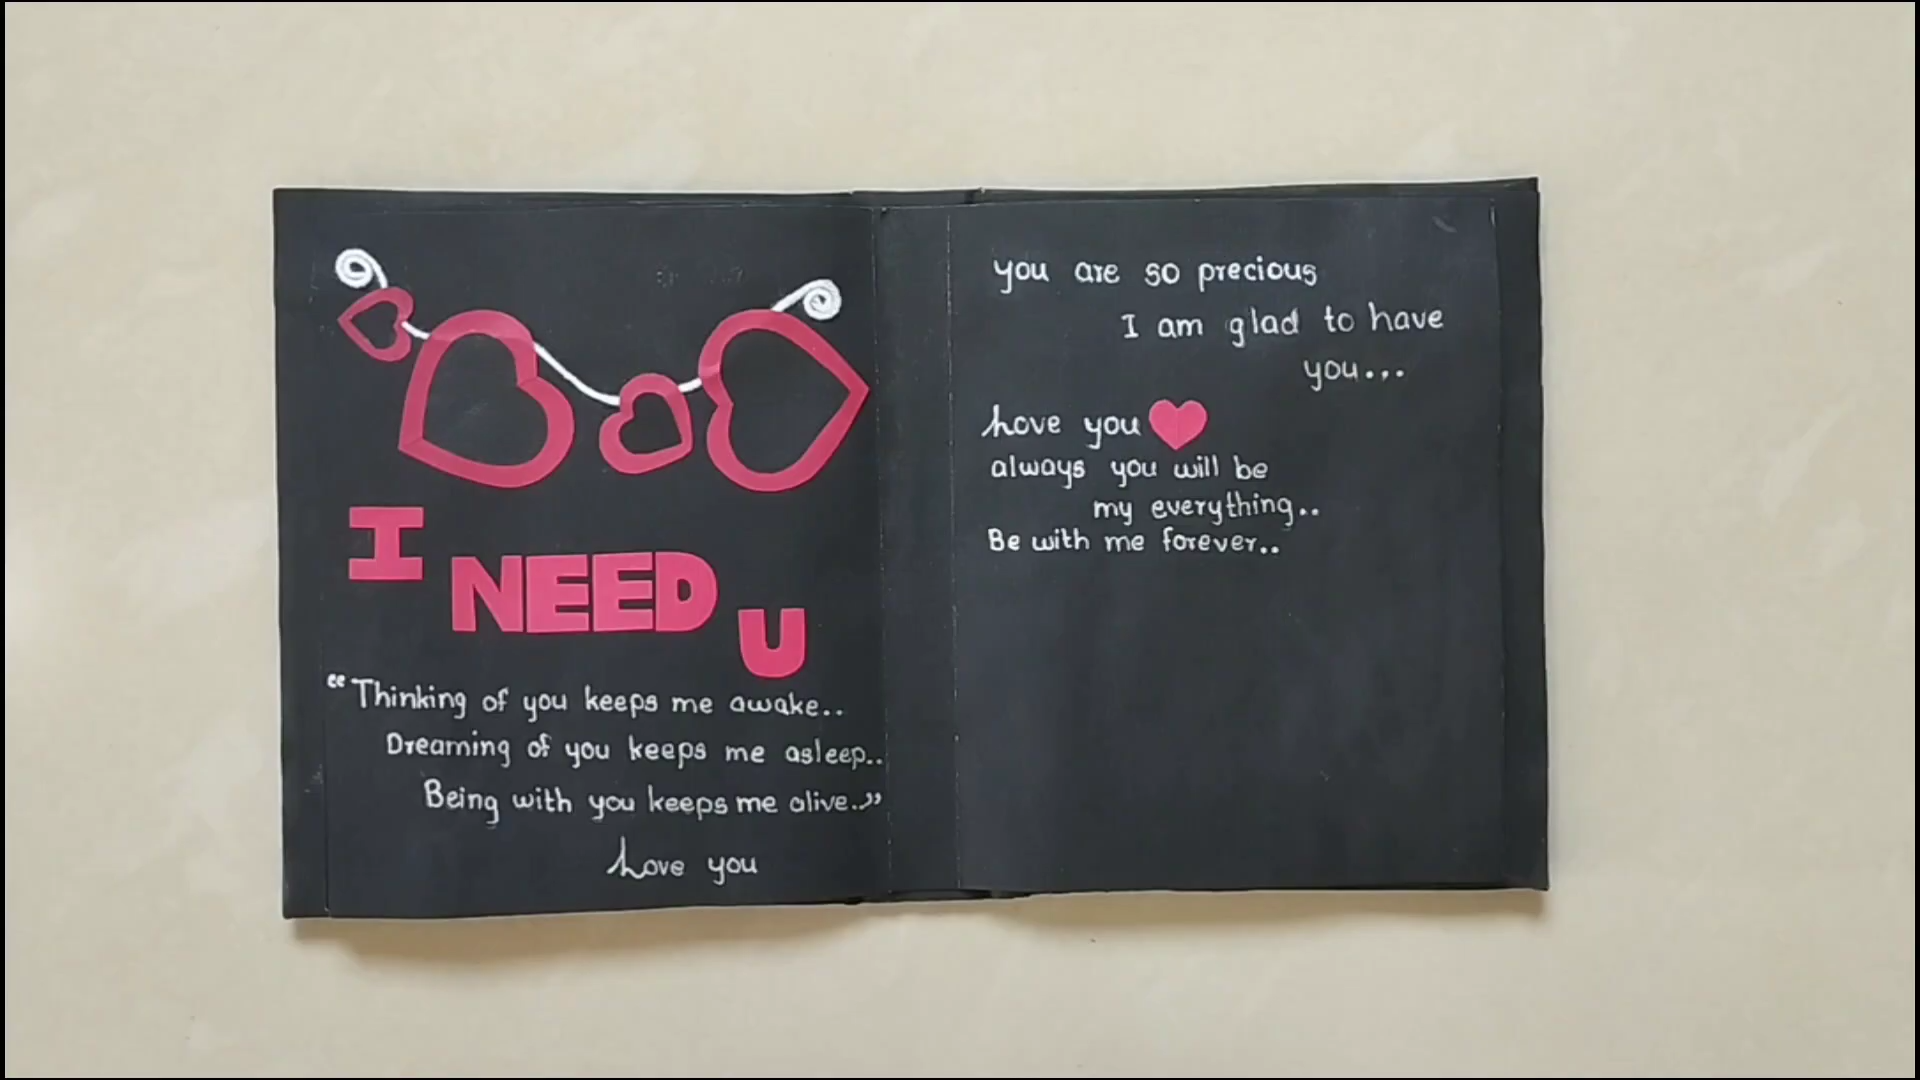 I
NEED
U
“Thinking of you keeps me awake..
Dreaming of you keeps me asleep..
Being with you keeps me alive..”
Love you
you are so precious
I am glad to have
you...
Love you
always you will be
my everything..
Be with me forever..